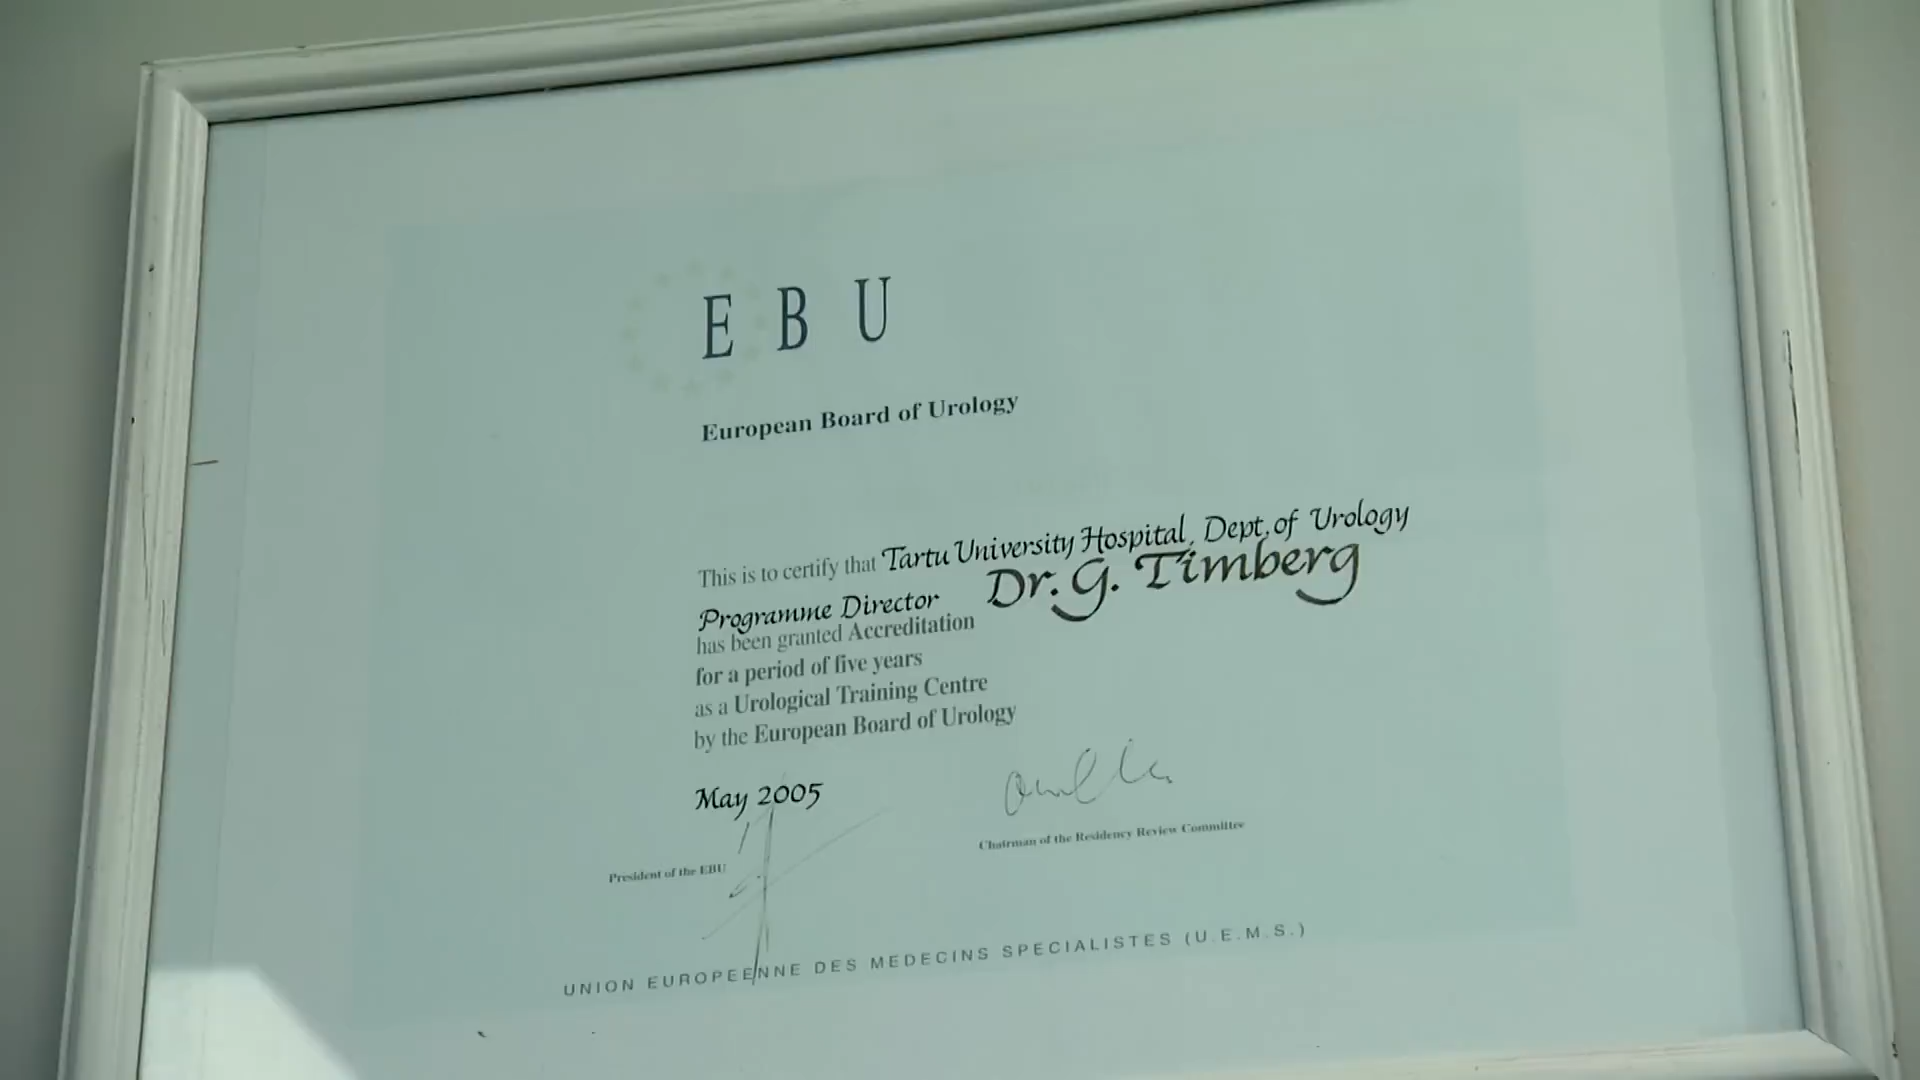 E B U
European Board of Urology
This is to certify that Tartu University Hospital, Dept. of Urology
Programme Director Dr. G. Timberg
has been granted Accreditation
for a period of five years
as a Urological Training Centre
by the European Board of Urology
May 2005
Chairman of the Residency Review Committee
President of the EBU
UNION EUROPEENNE DES MEDECINS SPECIALISTES (U.E.M.S.)